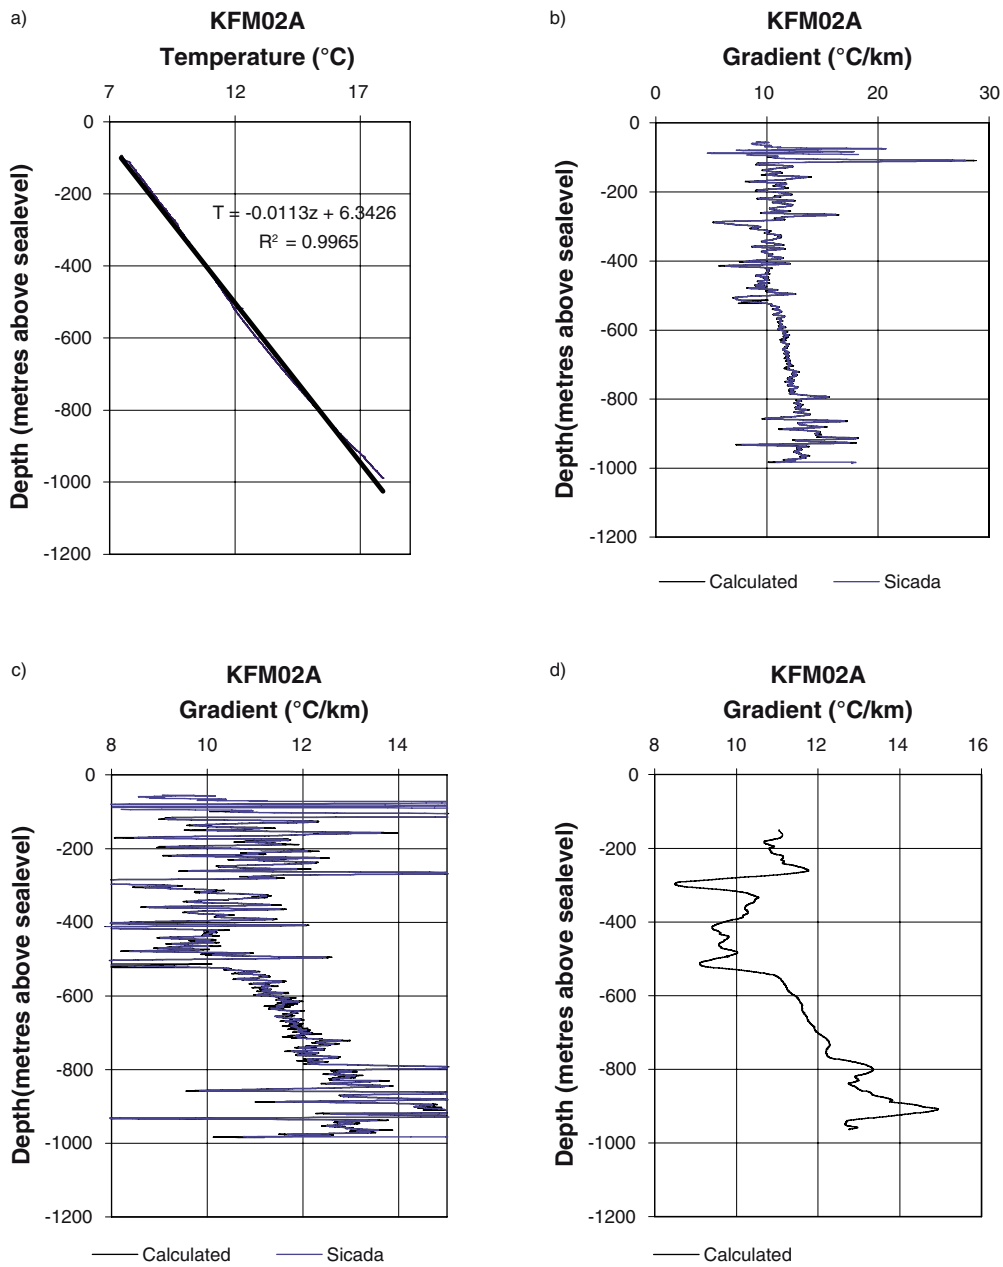 a)
KFM02A
Temperature (°C)
7 12 17
0
-200
-400
-600
-800
-1000
-1200
Depth (metres above sealevel)
T = -0.0113z + 6.3426
R² = 0.9965
b)
KFM02A
Gradient (°C/km)
0 10 20 30
0
-200
-400
-600
-800
-1000
-1200
Depth(metres above sealevel)
Calculated Sicada
c)
KFM02A
Gradient (°C/km)
8 10 12 14
0
-200
-400
-600
-800
-1000
-1200
Depth(metres above sealevel)
Calculated Sicada
d)
KFM02A
Gradient (°C/km)
8 10 12 14 16
0
-200
-400
-600
-800
-1000
-1200
Depth (metres above sealevel)
Calculated